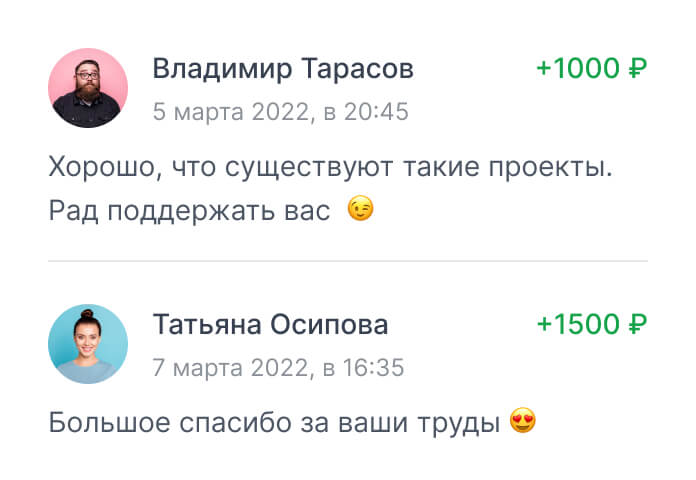 Владимир Тарасов +1000 ₽
5 марта 2022, в 20:45
Хорошо, что существуют такие проекты.
Рад поддержать вас 😉
Татьяна Осипова +1500 ₽
7 марта 2022, в 16:35
Большое спасибо за ваши труды 😍